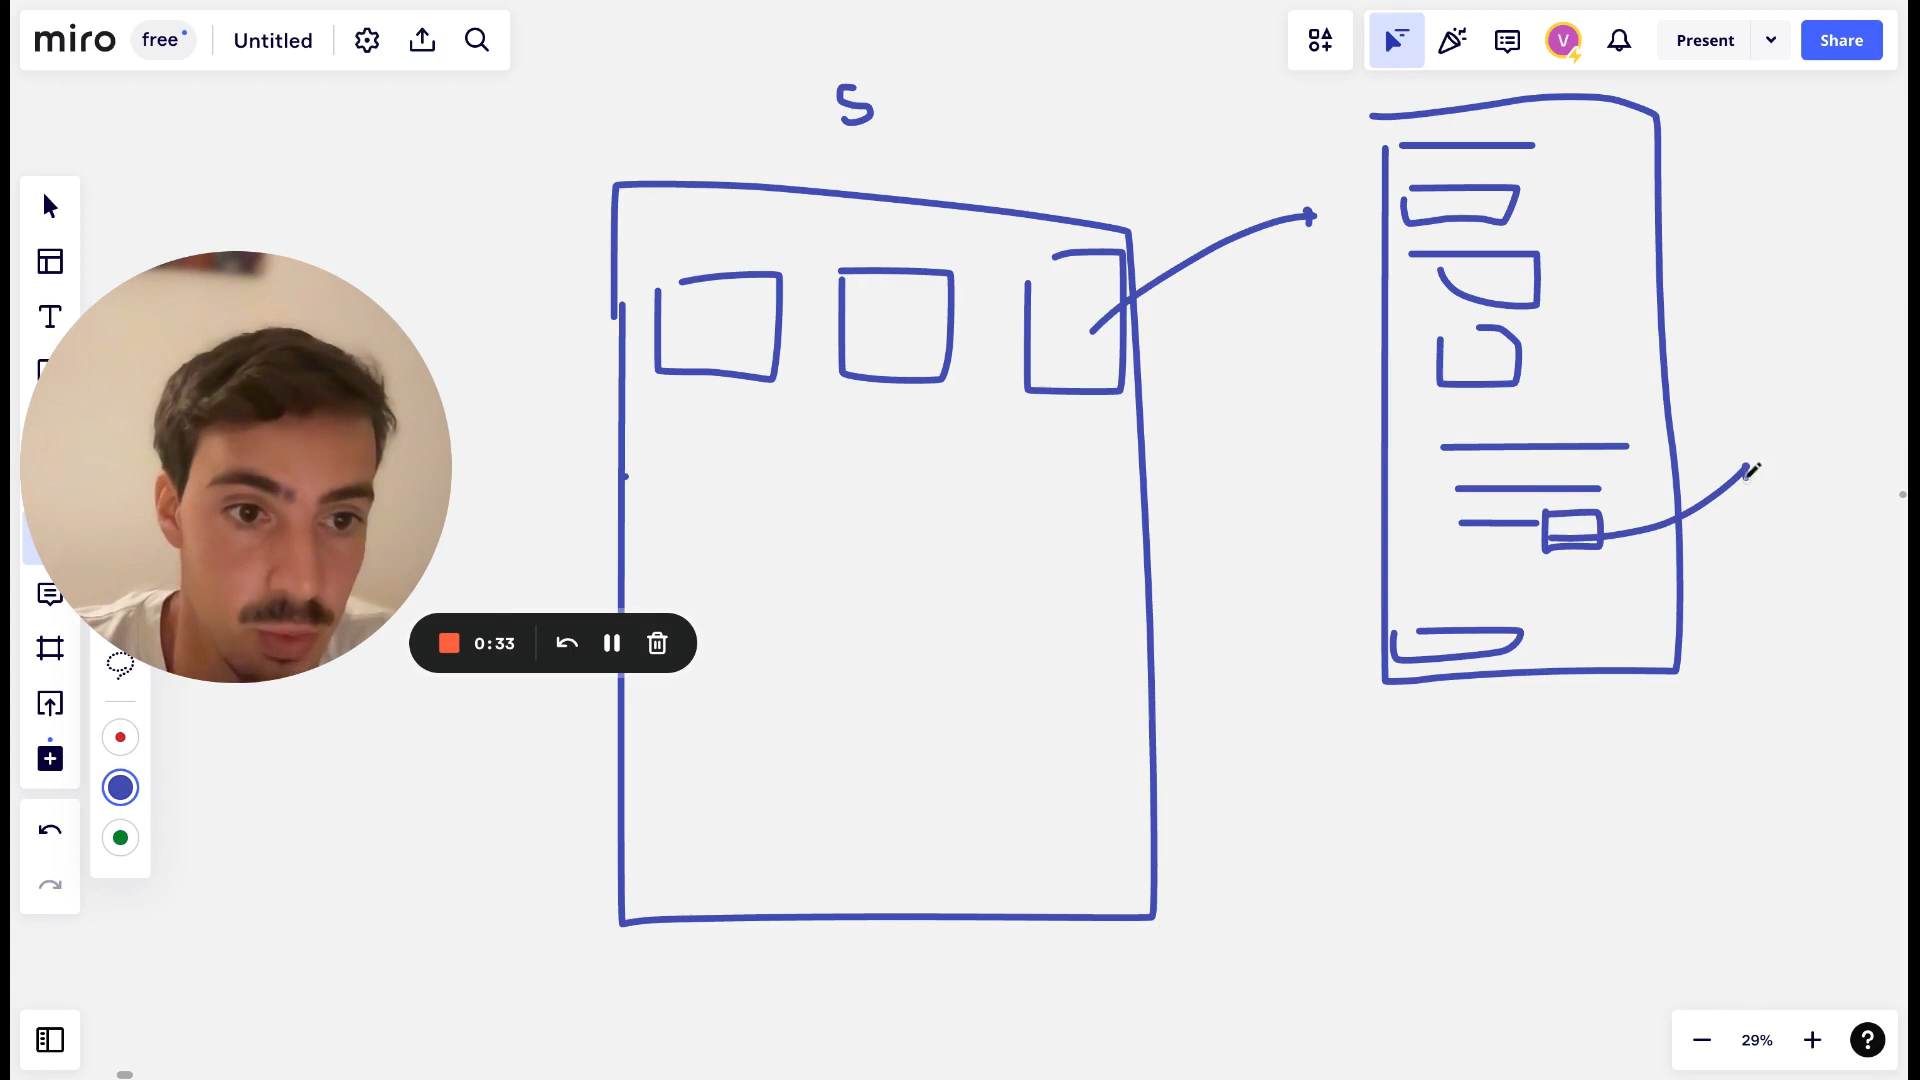 miro free Untitled
Present Share
S
V
T
0:33
29%
?